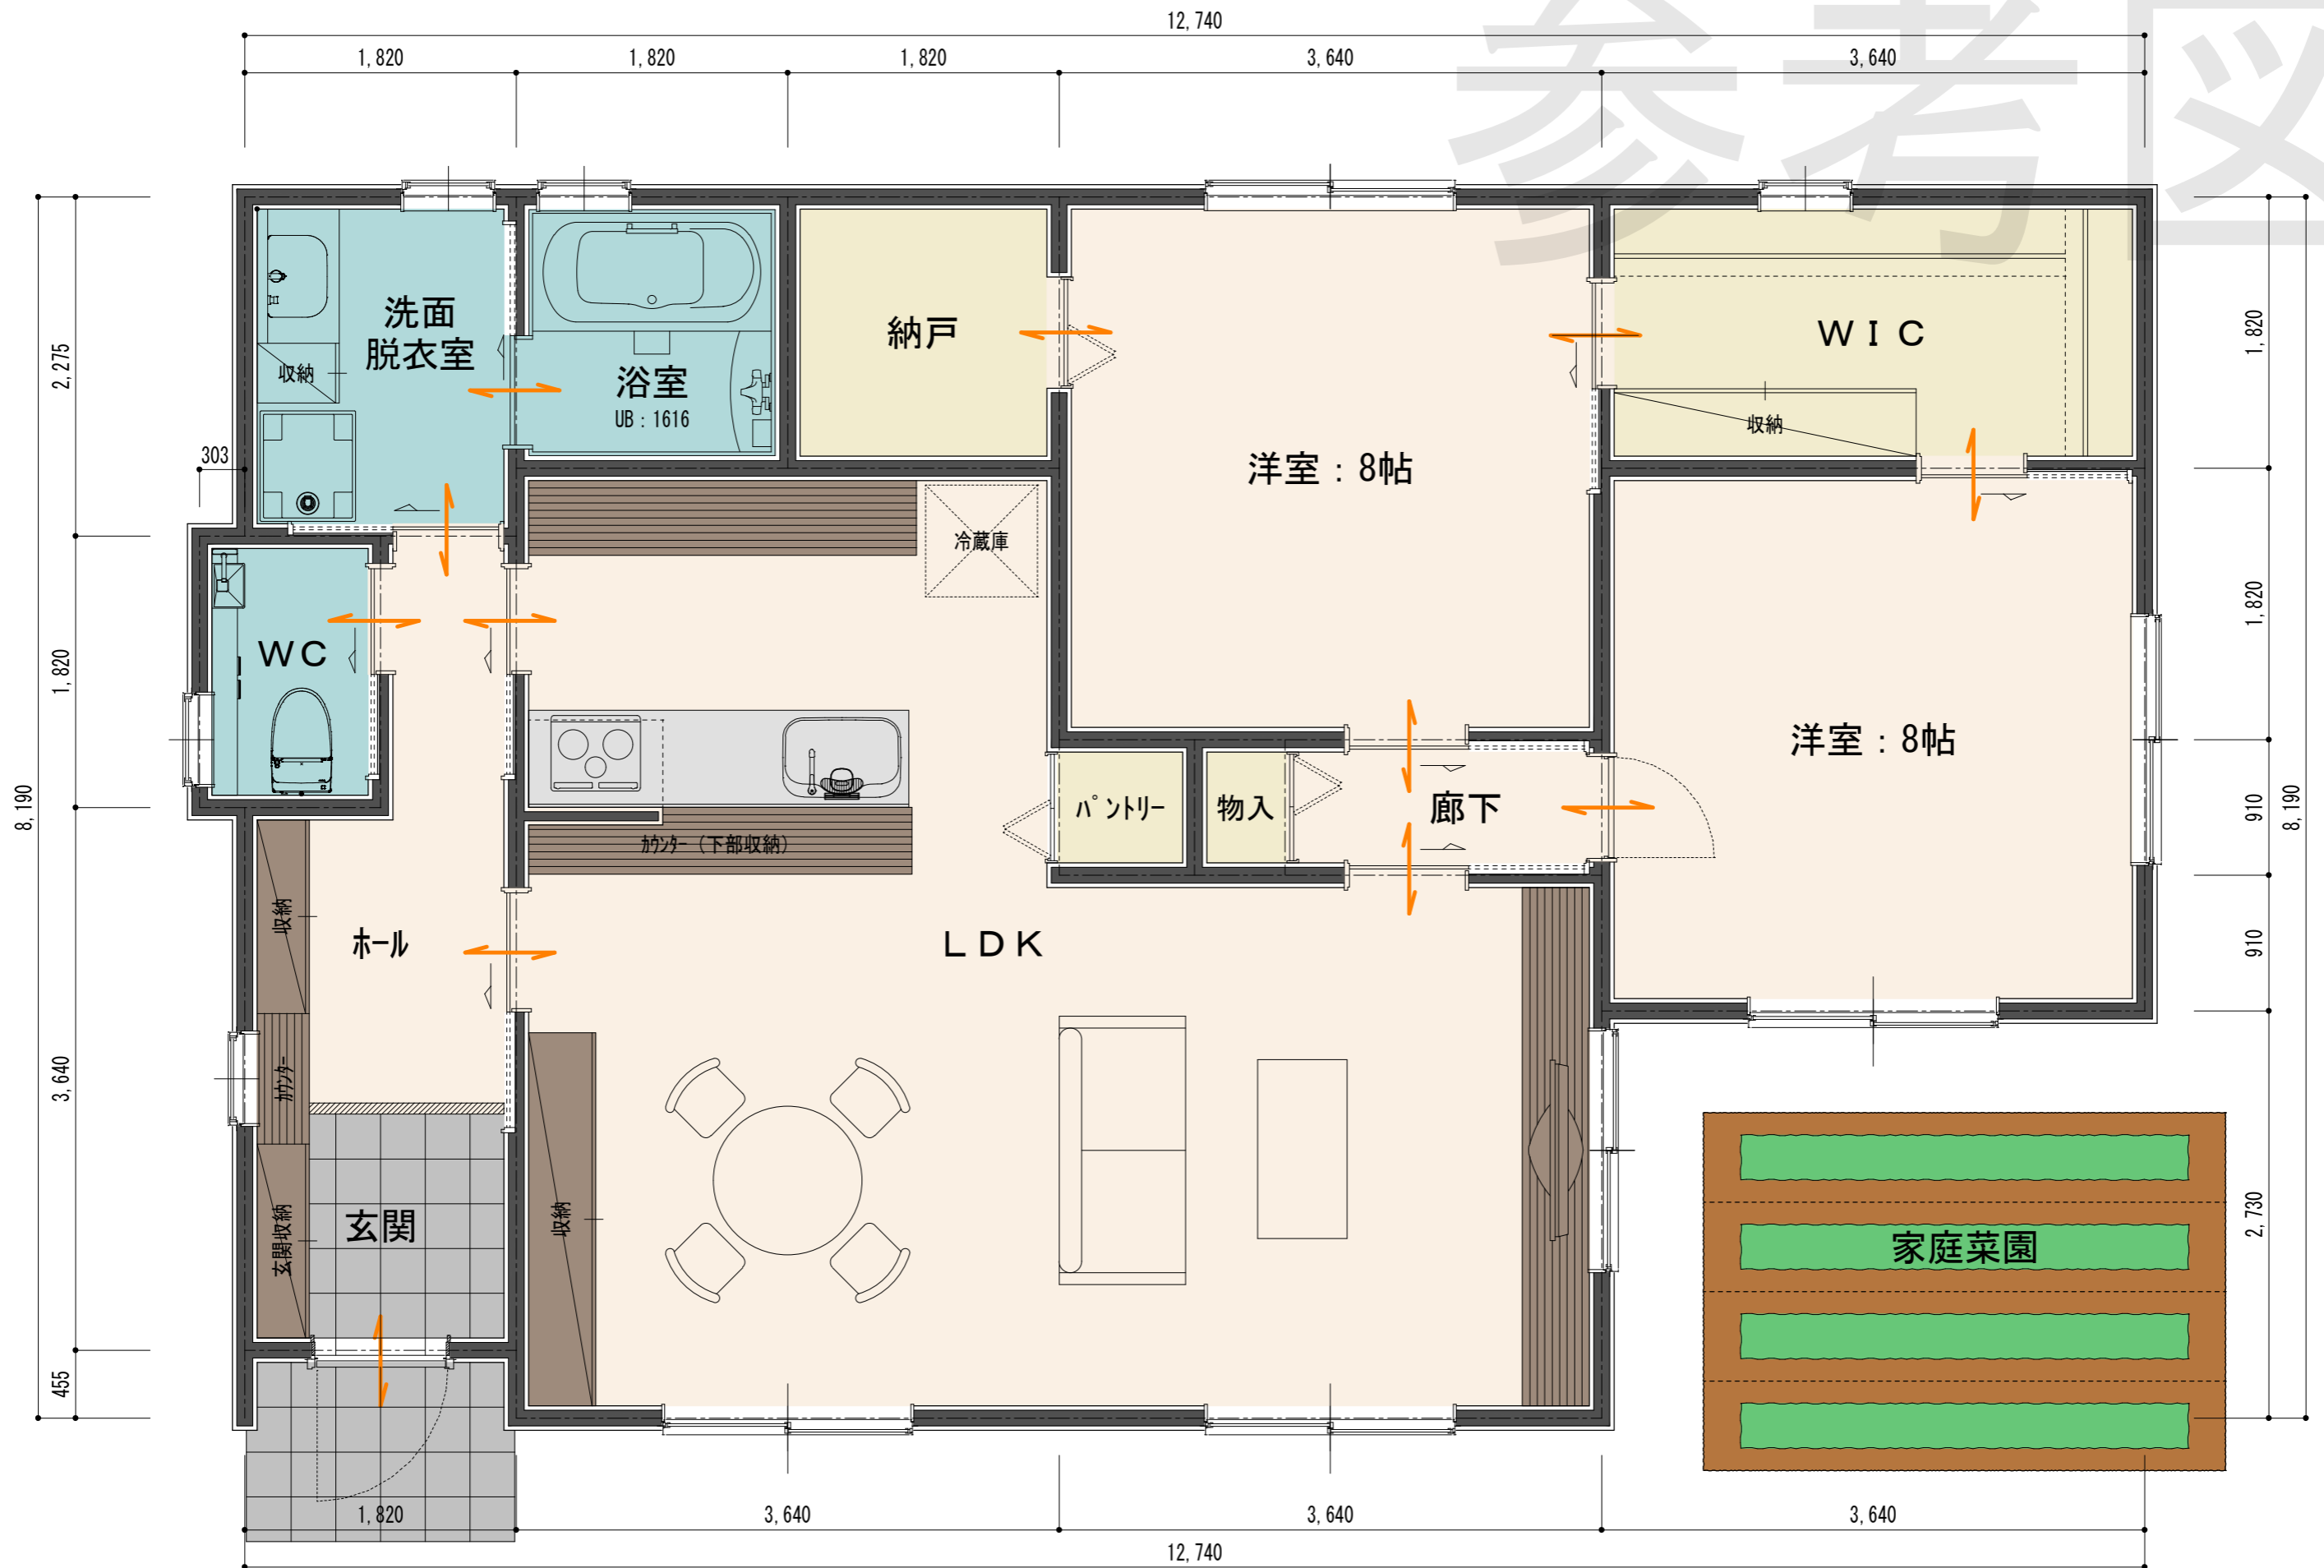 参考図
12,740
1,820
1,820
1,820
3,640
3,640
2,275
303
1,820
8,190
3,640
455
1,820
1,820
910
8,190
910
2,730
洗面
脱衣室
収納
浴室
UB：1616
納戸
WIC
収納
洋室：8帖
冷蔵庫
WC
洋室：8帖
パントリー
物入
廊下
カウンター（下部収納）
収納
ホール
LDK
カウンター
玄関収納
玄関
収納
家庭菜園
1,820
3,640
3,640
3,640
12,740